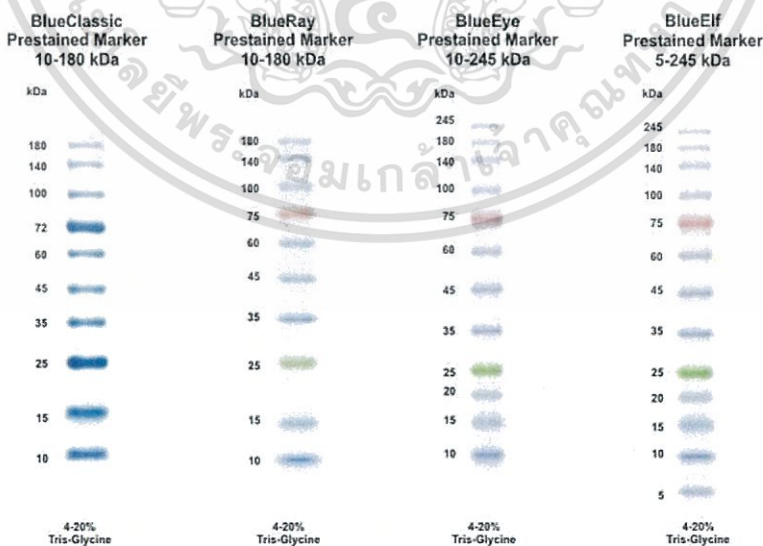 BlueClassic
Prestained Marker
10-180 kDa
kDa
180
140
100
72
60
45
35
25
15
10
4-20%
Tris-Glycine
BlueRay
Prestained Marker
10-180 kDa
kDa
180
140
100
75
60
45
35
25
15
10
4-20%
Tris-Glycine
BlueEye
Prestained Marker
10-245 kDa
kDa
245
180
140
100
75
60
45
35
25
20
15
10
4-20%
Tris-Glycine
BlueElf
Prestained Marker
5-245 kDa
kDa
245
180
140
100
75
60
45
35
25
20
15
10
5
4-20%
Tris-Glycine